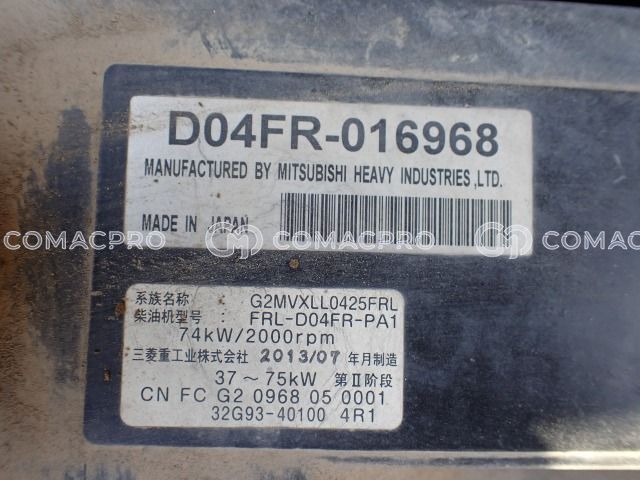 D04FR-016968
MANUFACTURED BY MITSUBISHI HEAVY INDUSTRIES ,LTD.
MADE IN JAPAN
COMACPRO COMACPRO COMACPRO
系族名称 : G2MVXLL0425FRL
柴油机型号 : FRL-D04FR-PA1
74kW/2000rpm
三菱重工业株式会社 2013/07 年月制造
37～75kW 第Ⅱ阶段
CN FC G2 0968 05 0001
32G93-40100 4R1